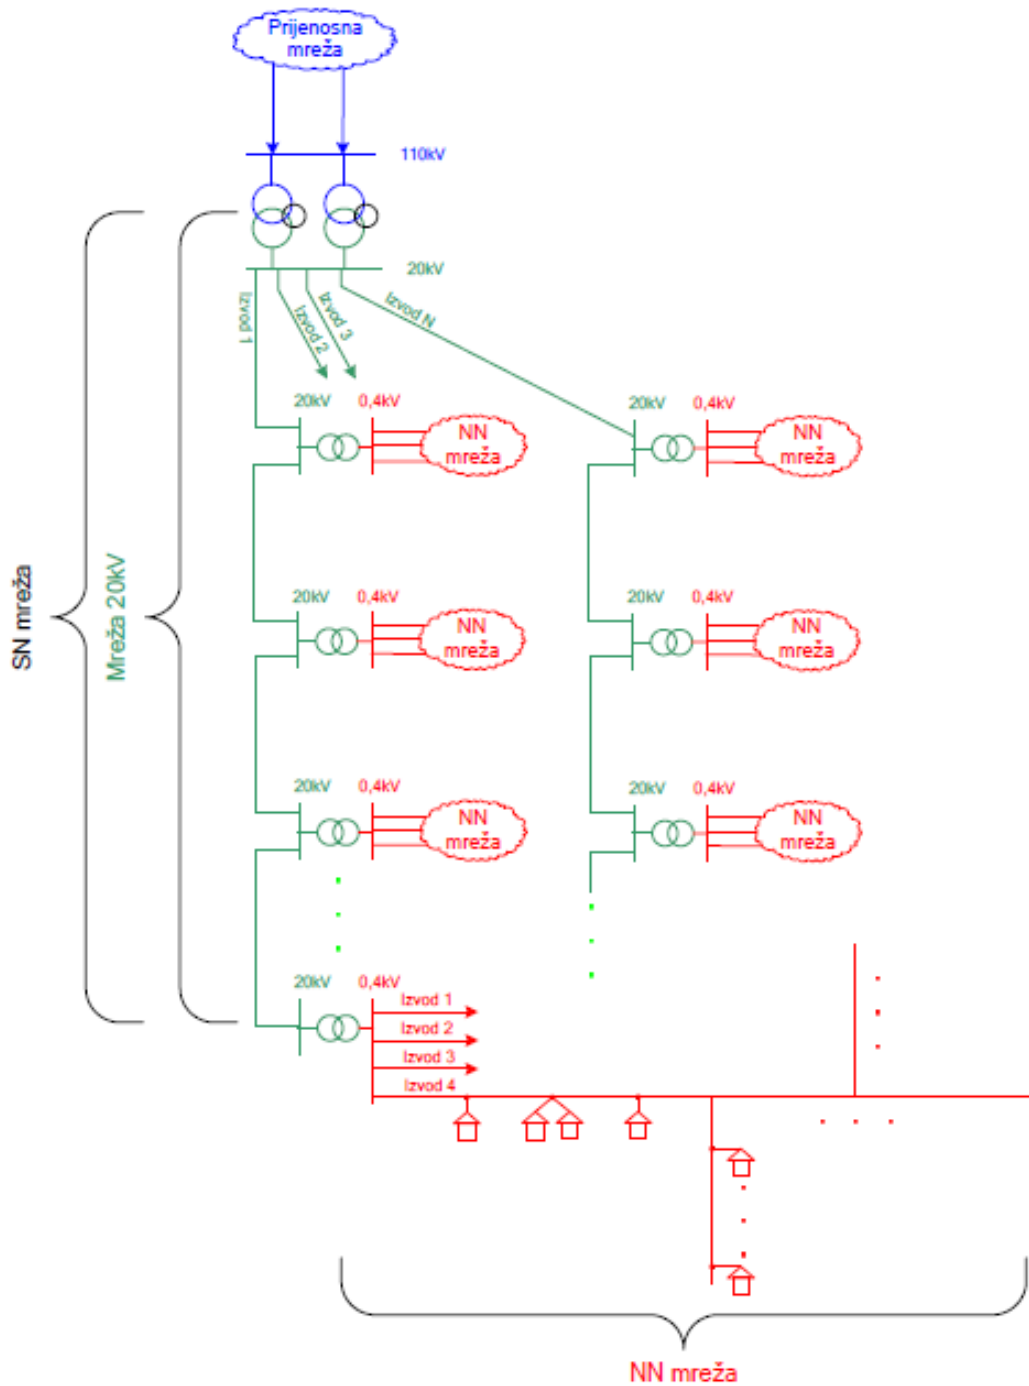 Prijenosna
mreža
110kV
20kV
Izvod 1
Izvod 2
Izvod 3
Izvod N
20kV 0,4kV
NN
mreža
20kV 0,4kV
NN
mreža
SN mreža
Mreža 20kV
20kV 0,4kV
NN
mreža
20kV 0,4kV
NN
mreža
20kV 0,4kV
NN
mreža
20kV 0,4kV
NN
mreža
20kV 0,4kV
Izvod 1
Izvod 2
Izvod 3
Izvod 4
NN mreža